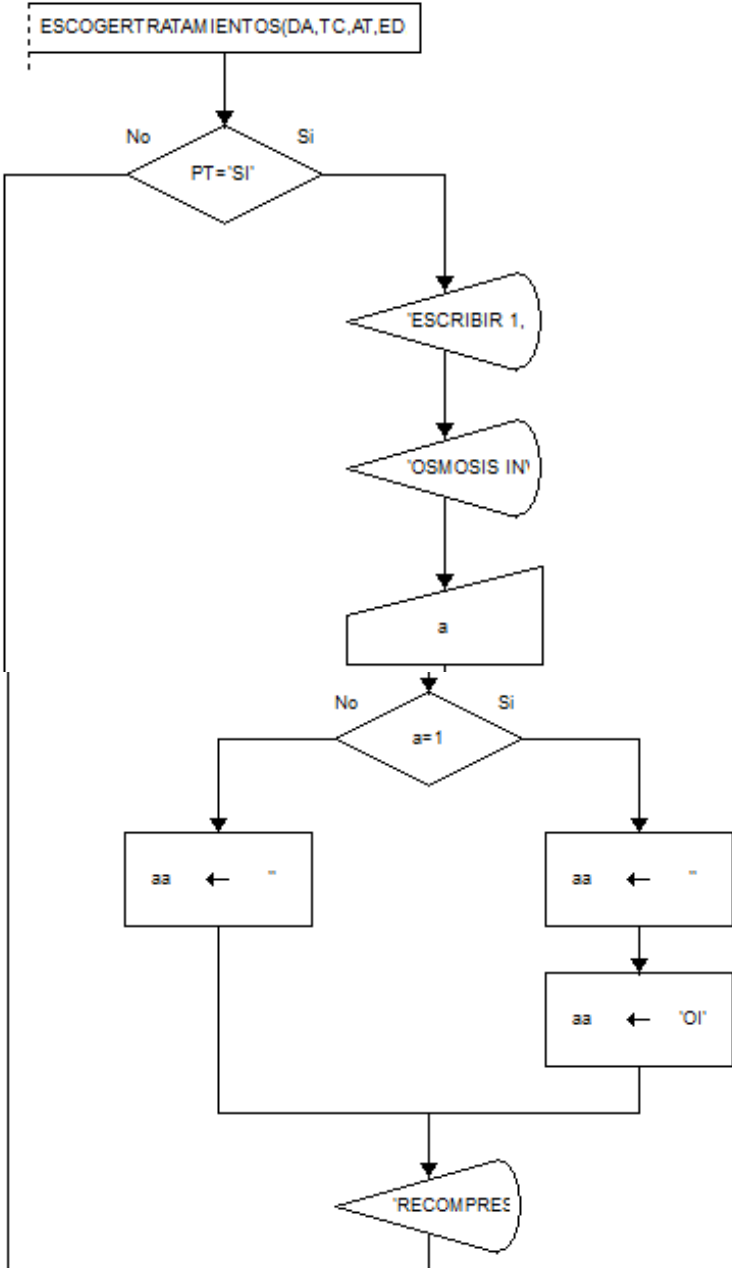 ESCOGERTRATAMIENTOS(DA,TC,AT,ED
No
Si
PT="SI"
"ESCRIBIR 1,
"OSMOSIS IN
a
No
Si
a=1
aa ← ""
aa ← ""
aa ← "OI"
"RECOMPRES